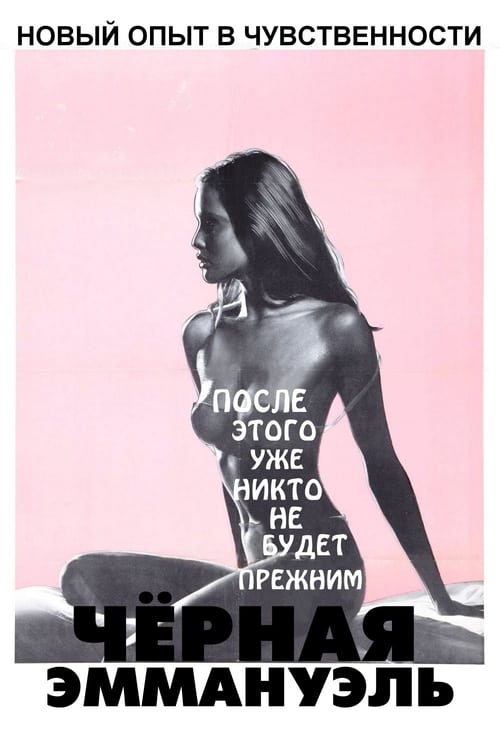 НОВЫЙ ОПЫТ В ЧУВСТВЕННОСТИ
ПОСЛЕ
ЭТОГО
УЖЕ
НИКТО
НЕ
БУДЕТ
ПРЕЖНИМ
ЧЁРНАЯ
ЭММАНУЭЛЬ